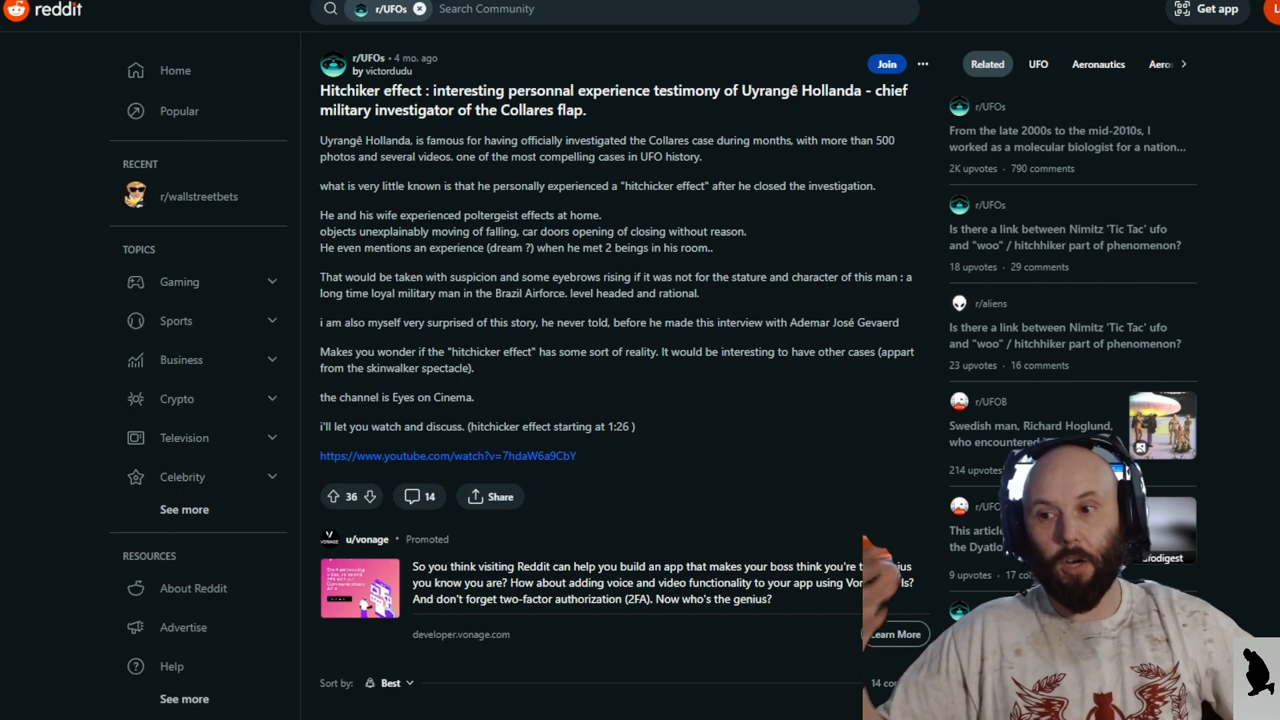 reddit
r/UFOs
Search Community
Get app
Home
Popular
RECENT
r/wallstreetbets
TOPICS
Gaming
Sports
Business
Crypto
Television
Celebrity
See more
RESOURCES
About Reddit
Advertise
Help
See more
r/UFOs • 4 mo. ago
by victordudu
Join
Hitchiker effect : interesting personnal experience testimony of Uyrangê Hollanda - chief
military investigator of the Collares flap.
Uyrangê Hollanda, is famous for having officially investigated the Collares case during months, with more than 500
photos and several videos. one of the most compelling cases in UFO history.
what is very little known is that he personally experienced a "hitchicker effect" after he closed the investigation.
He and his wife experienced poltergeist effects at home.
objects unexplainably moving of falling, car doors opening of closing without reason.
He even mentions an experience (dream ?) when he met 2 beings in his room..
That would be taken with suspicion and some eyebrows rising if it was not for the stature and character of this man : a
long time loyal military man in the Brazil Airforce. level headed and rational.
i am also myself very surprised of this story, he never told, before he made this interview with Ademar José Gevaerd
Makes you wonder if the "hitchicker effect" has some sort of reality. It would be interesting to have other cases (appart
from the skinwalker spectacle).
the channel is Eyes on Cinema.
i'll let you watch and discuss. (hitchicker effect starting at 1:26 )
https://www.youtube.com/watch?v=7hdaW6a9CbY
36
14
Share
u/vonage • Promoted
So you think visiting Reddit can help you build an app that makes your boss think you're
you know you are? How about adding voice and video functionality to your app using
And don't forget two-factor authorization (2FA). Now who's the genius?
developer.vonage.com
Learn More
Sort by: Best
14
Related
UFO
Aeronautics
r/UFOs
From the late 2000s to the mid-2010s, I
worked as a molecular biologist for a nation...
2K upvotes • 790 comments
r/UFOs
Is there a link between Nimitz 'Tic Tac' ufo
and "woo" / hitchhiker part of phenomenon?
18 upvotes • 29 comments
r/aliens
Is there a link between Nimitz 'Tic Tac' ufo
and "woo" / hitchhiker part of phenomenon?
23 upvotes • 16 comments
r/UFOB
Swedish man, Richard Hoglund,
who encountered
214 upvotes
This
the
9 upvotes • 17